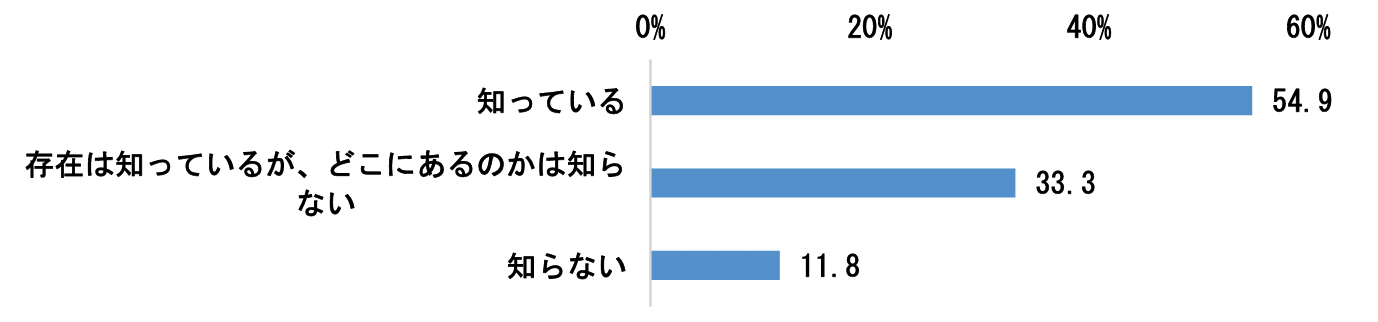 0% 20% 40% 60%
知っている 54.9
存在は知っているが、どこにあるのかは知ら
ない 33.3
知らない 11.8